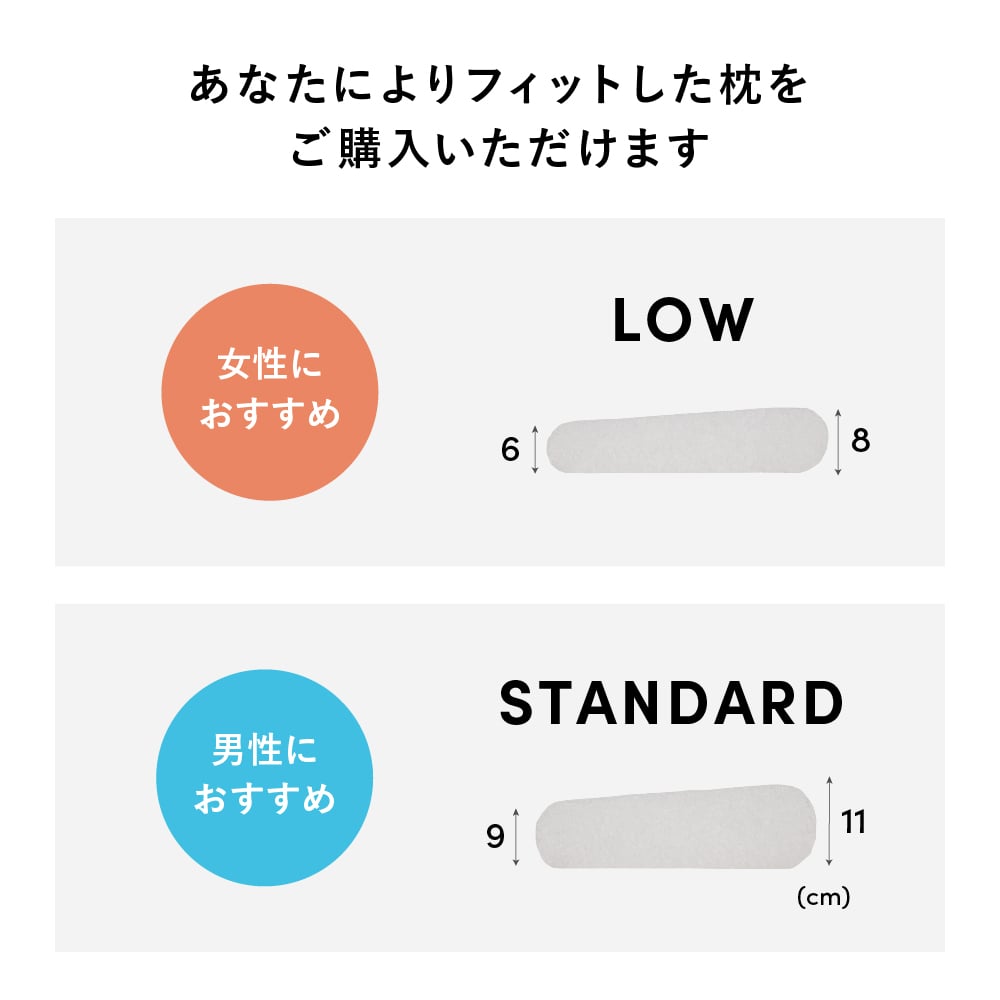 あなたによりフィットした枕を
ご購入いただけます
女性に
おすすめ
LOW
6
8
男性に
おすすめ
STANDARD
9
11
(cm)